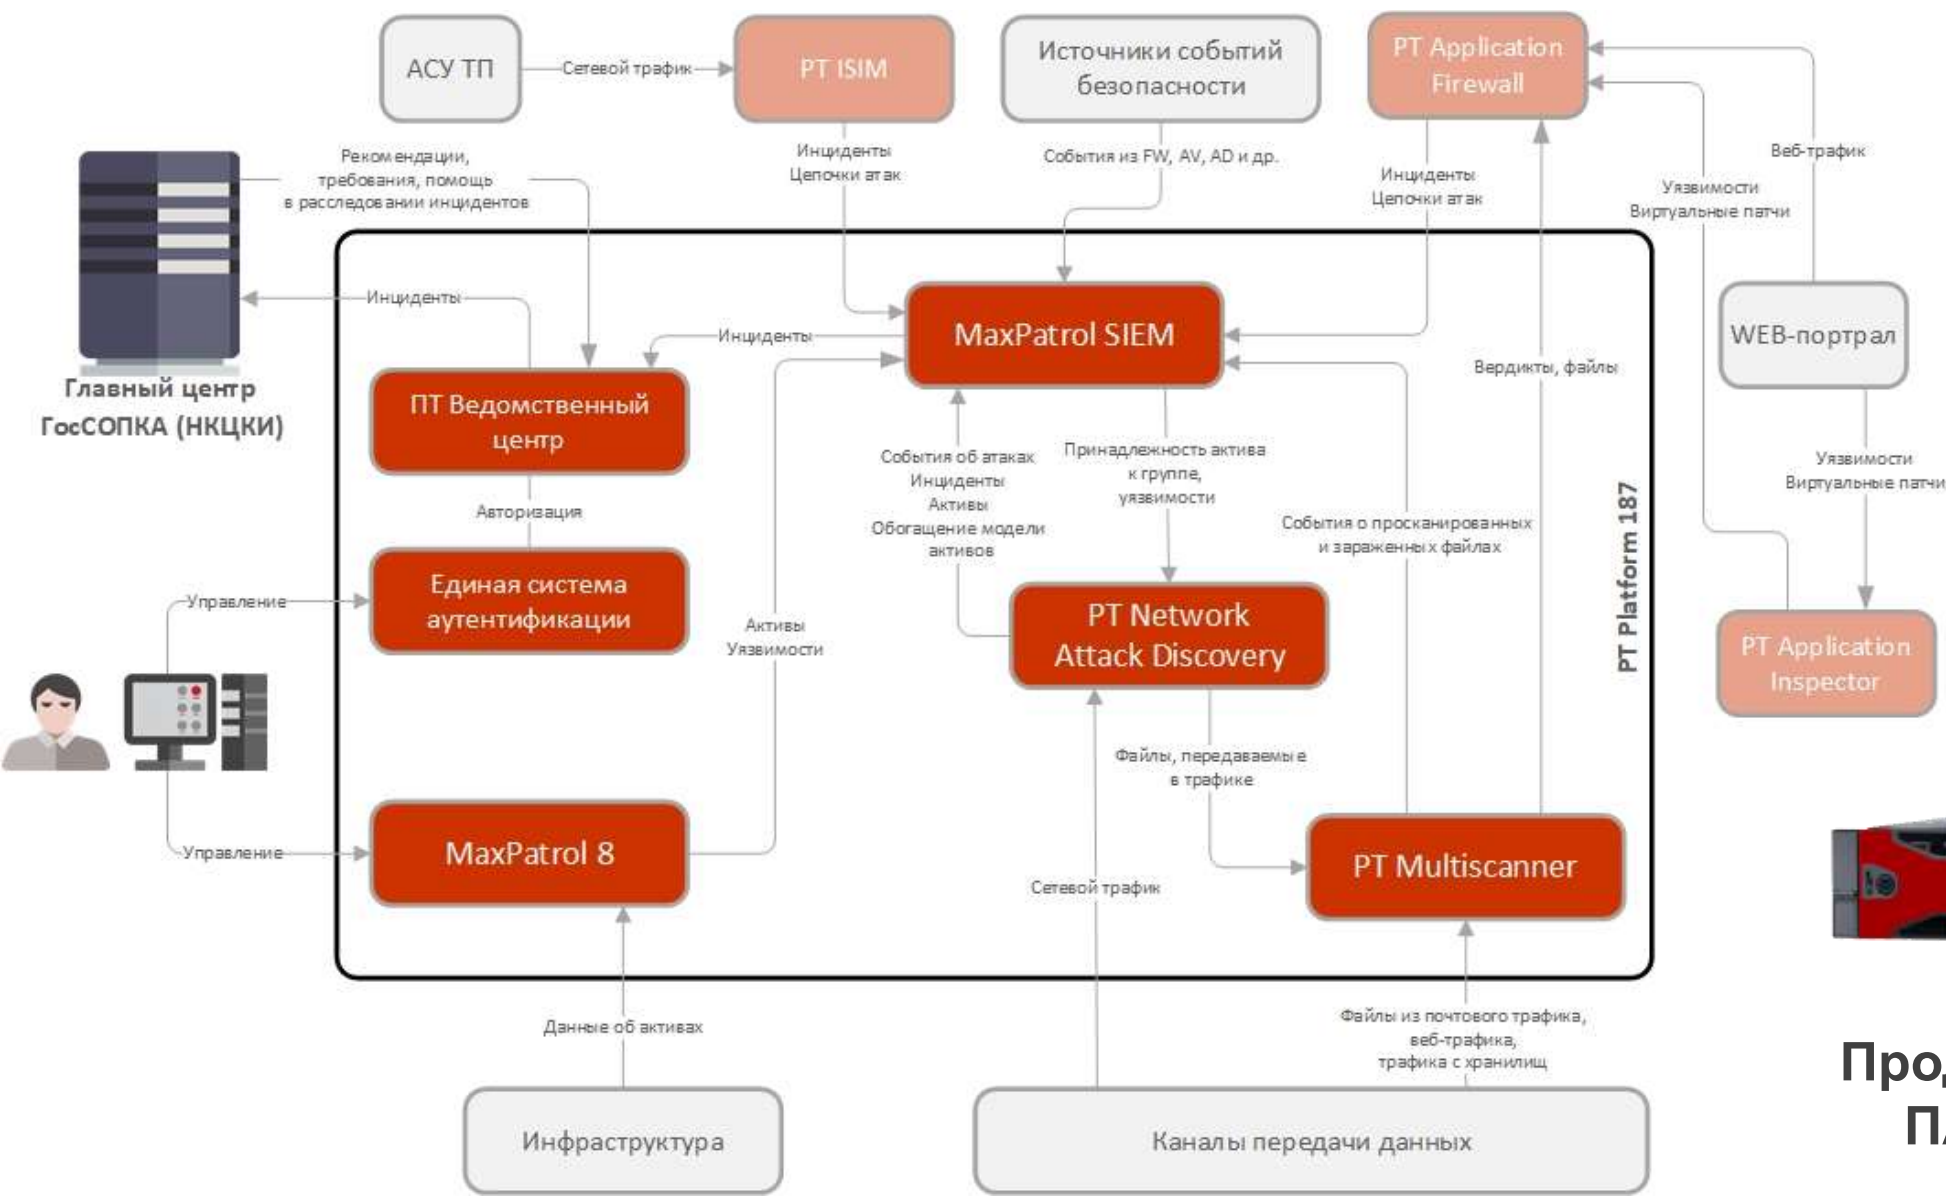 АСУ ТП
Сетевой трафик
PT ISIM
Источники событий
безопасности
PT Application
Firewall
Рекомендации,
требования, помощь
в расследовании инцидентов
Инциденты
Цепочки атак
События из FW, AV, AD и др.
Инциденты
Цепочки атак
Веб-трафик
Уязвимости
Виртуальные патчи
Инциденты
Главный центр
ГосСОПКА (НКЦКИ)
Инциденты
MaxPatrol SIEM
WEB-портрал
ПТ Ведомственный
центр
Вердикты, файлы
События об атаках
Инциденты
Активы
Обогащение модели
активов
Принадлежность актива
к группе,
уязвимости
Уязвимости
Виртуальные патчи
Авторизация
События о просканированных
и зараженных файлах
PT Platform 187
Управление
Единая система
аутентификации
Активы
Уязвимости
PT Network
Attack Discovery
PT Application
Inspector
Файлы, передаваемые
в трафике
Управление
MaxPatrol 8
Сетевой трафик
PT Multiscanner
Данные об активах
Файлы из почтового трафика,
веб-трафика,
трафика с хранилищ
Инфраструктура
Каналы передачи данных